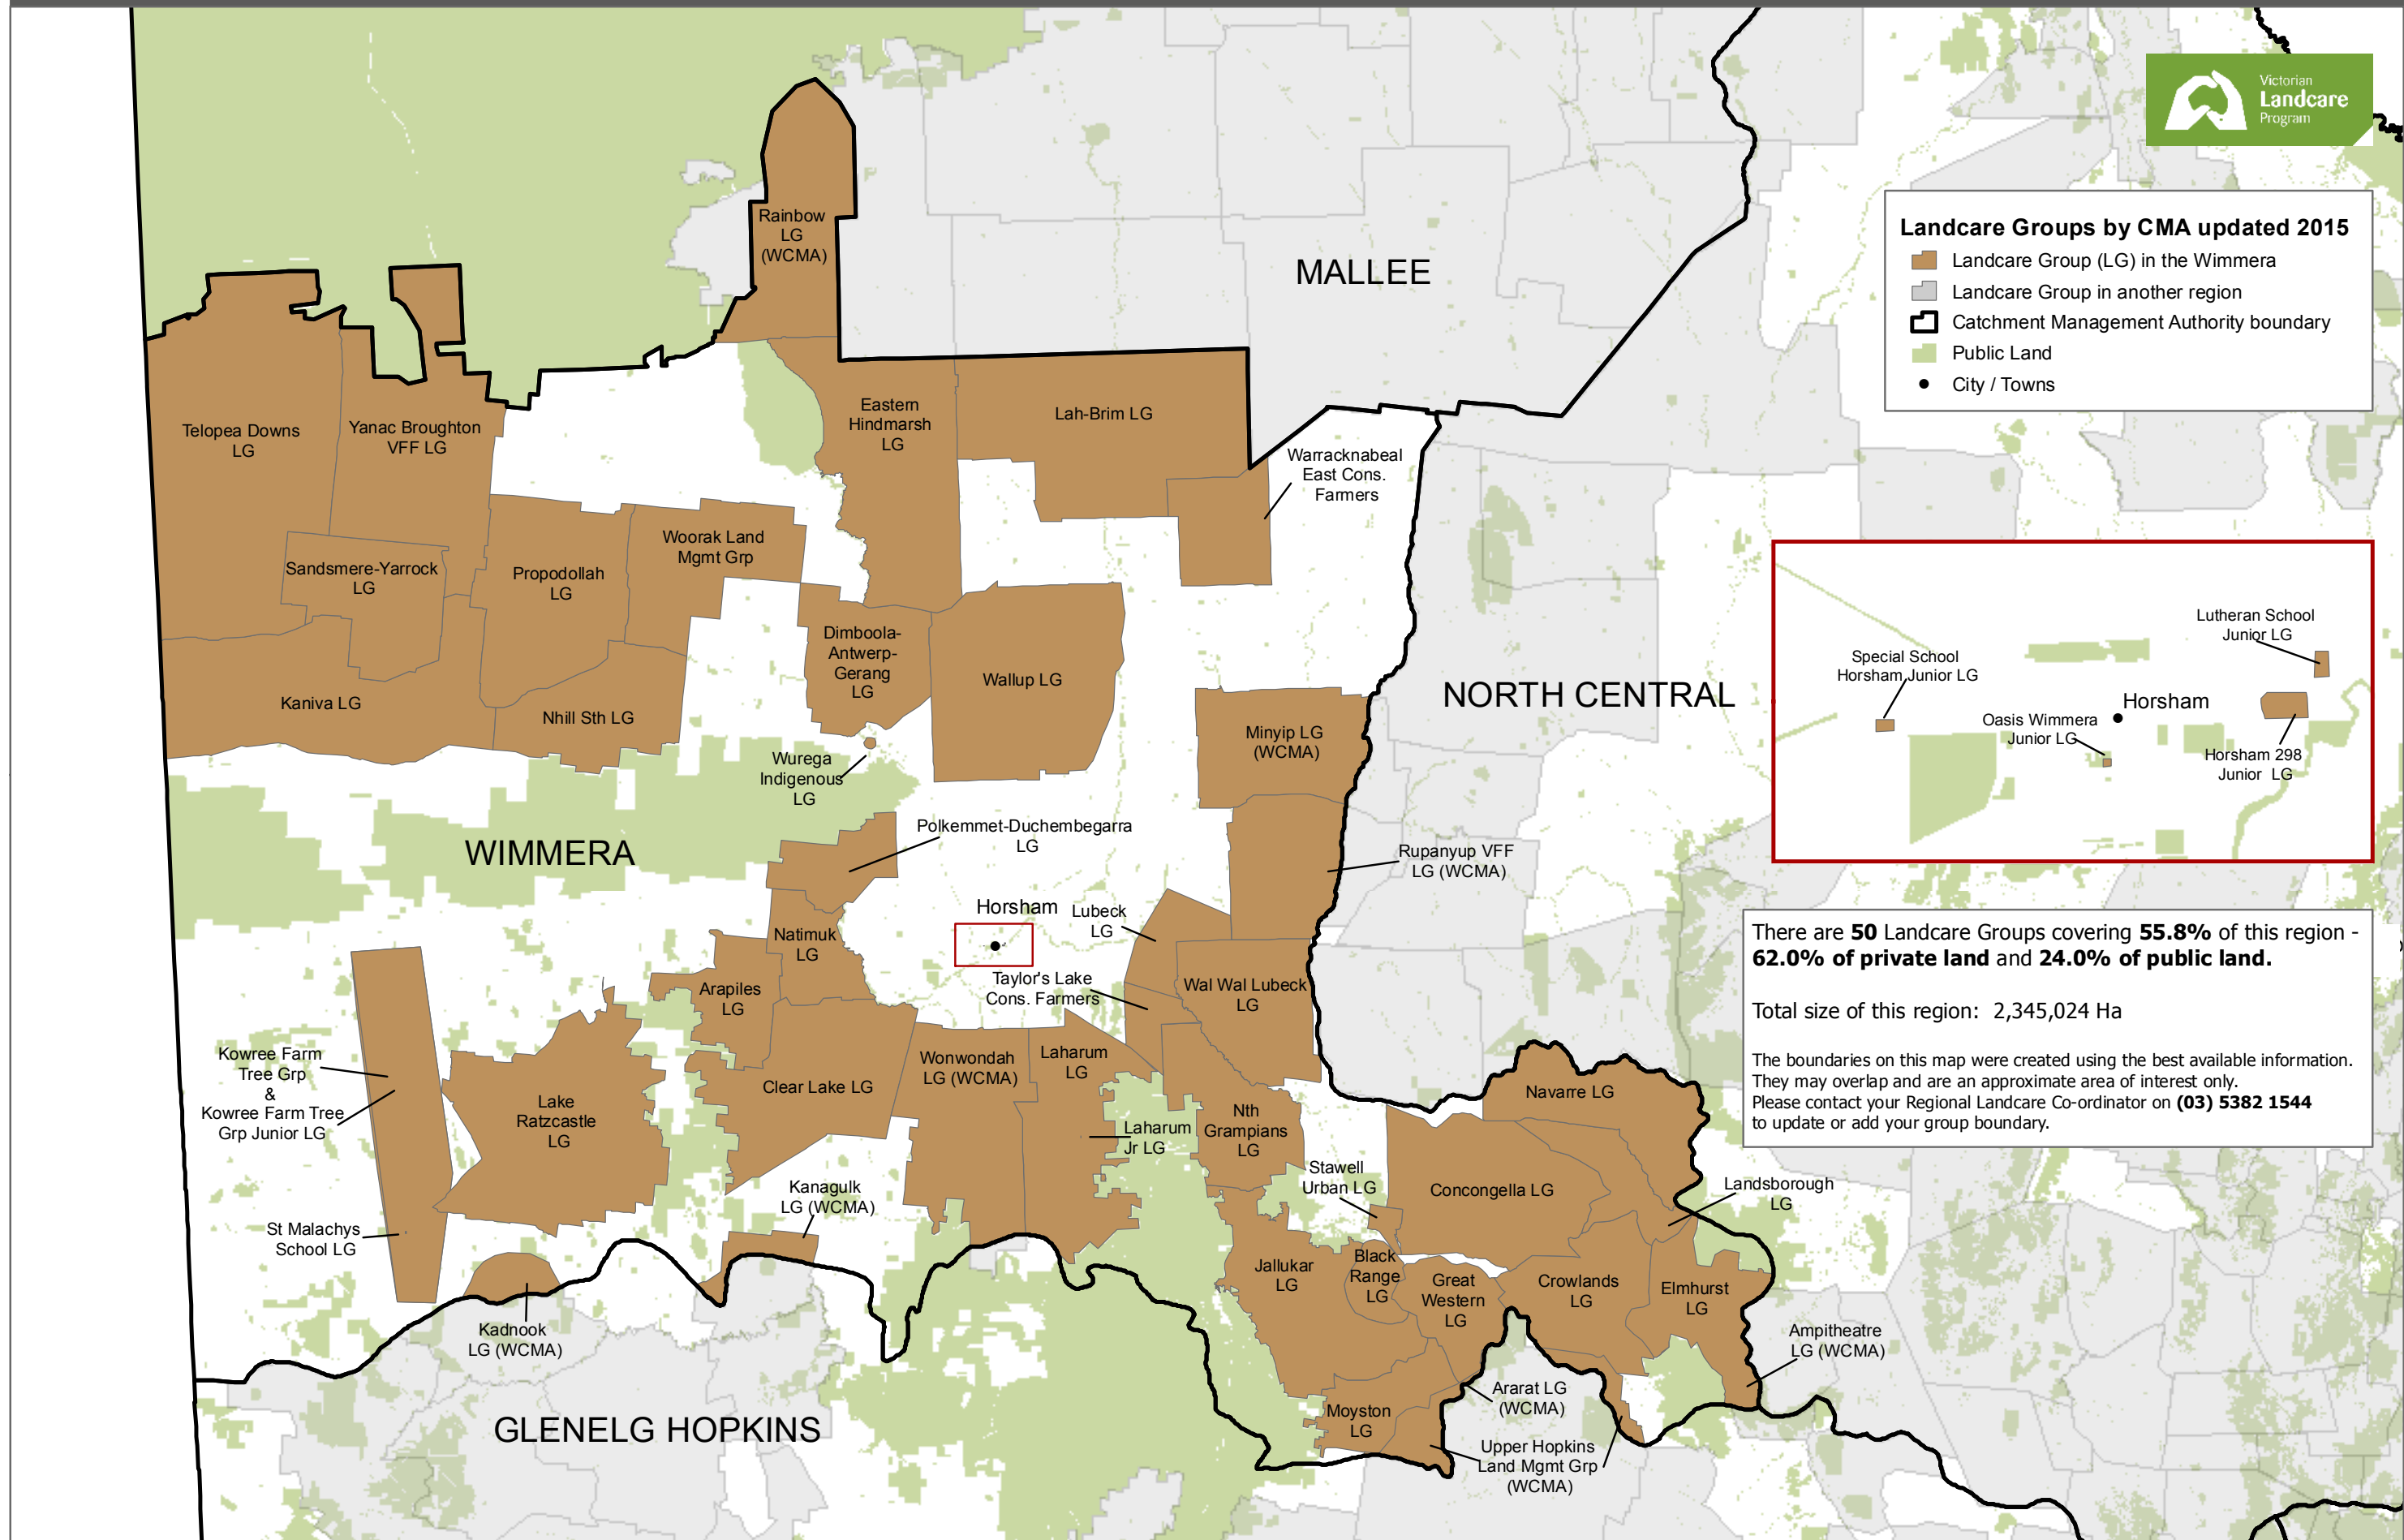 Victorian
Landcare
Program
Landcare Groups by CMA updated 2015
Landcare Group (LG) in the Wimmera
Landcare Group in another region
Catchment Management Authority boundary
Public Land
City / Towns
MALLEE
Rainbow
LG
(WCMA)
Telopea Downs
LG
Yanac Broughton
VFF LG
Eastern
Hindmarsh
LG
Lah-Brim LG
Warracknabeal
East Cons.
Farmers
Woorak Land
Mgmt Grp
Sandsmere-Yarrock
LG
Propodollah
LG
Dimboola-
Antwerp-
Gerang
LG
Wallup LG
Kaniva LG
Nhill Sth LG
NORTH CENTRAL
Minyip LG
(WCMA)
Wurega
Indigenous
LG
Lutheran School
Junior LG
Special School
Horsham Junior LG
Horsham
Oasis Wimmera
Junior LG
Horsham 298
Junior LG
WIMMERA
Polkemmet-Duchembegarra
LG
Rupanyup VFF
LG (WCMA)
Horsham
Lubeck
LG
Natimuk
LG
Taylor's Lake
Cons. Farmers
Arapiles
LG
Wal Wal Lubeck
LG
There are 50 Landcare Groups covering 55.8% of this region -
62.0% of private land and 24.0% of public land.
Total size of this region: 2,345,024 Ha
The boundaries on this map were created using the best available information.
They may overlap and are an approximate area of interest only.
Please contact your Regional Landcare Co-ordinator on (03) 5382 1544
to update or add your group boundary.
Kowree Farm
Tree Grp
&
Kowree Farm Tree
Grp Junior LG
Lake
Ratzcastle
LG
Clear Lake LG
Wonwondah
LG (WCMA)
Laharum
LG
Laharum
Jr LG
Nth
Grampians
LG
Navarre LG
Stawell
Urban LG
Concongella LG
Landsborough
LG
Kanagulk
LG (WCMA)
St Malachys
School LG
Jallukar
LG
Black
Range
LG
Great
Western
LG
Crowlands
LG
Elmhurst
LG
Kadnook
LG (WCMA)
Ampitheatre
LG (WCMA)
Ararat LG
(WCMA)
Moyston
LG
Upper Hopkins
Land Mgmt Grp
(WCMA)
GLENELG HOPKINS